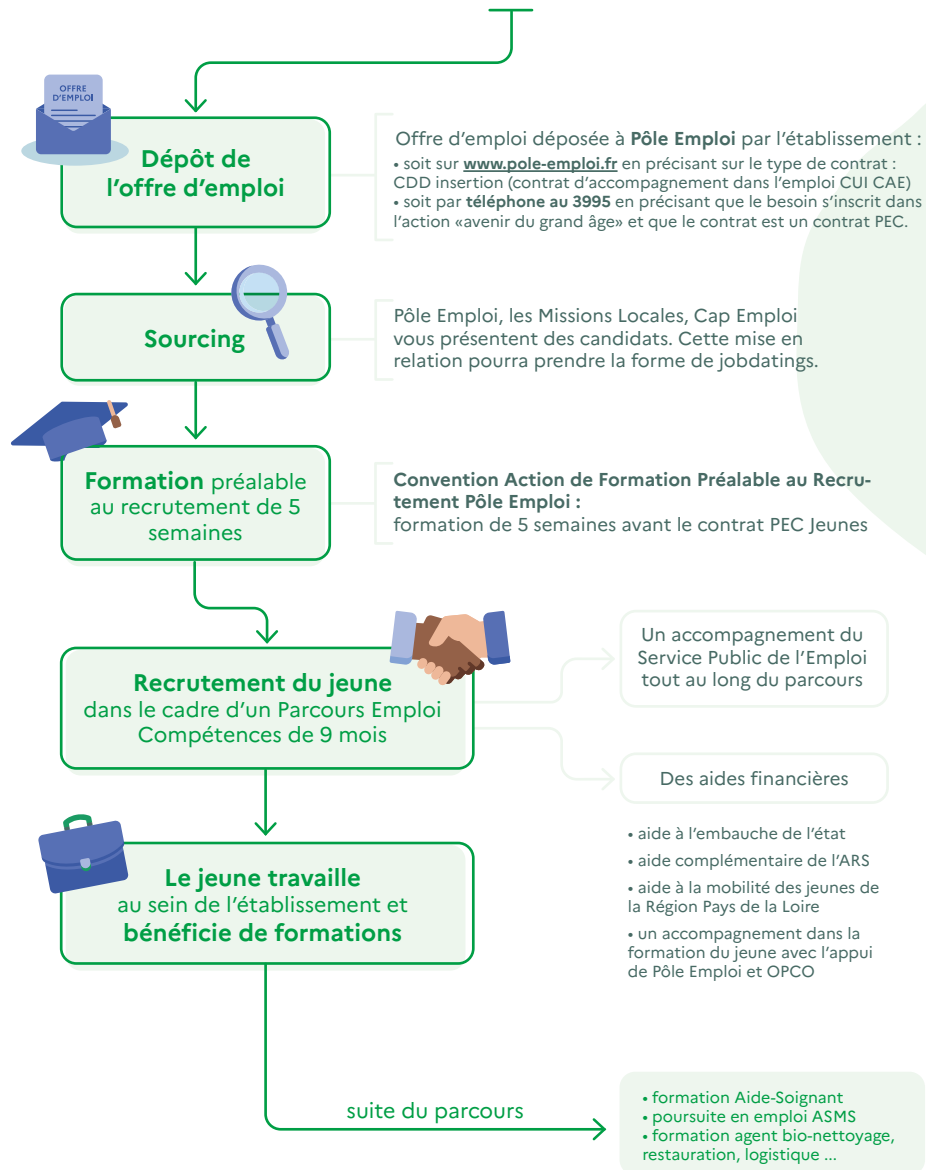 OFFRE
D'EMPLOI
Dépôt de
l'offre d'emploi
Offre d'emploi déposée à Pôle Emploi par l'établissement :
• soit sur www.pole-emploi.fr en précisant sur le type de contrat :
CDD insertion (contrat d'accompagnement dans l'emploi CUI CAE)
• soit par téléphone au 3995 en précisant que le besoin s'inscrit dans
l'action «avenir du grand âge» et que le contrat est un contrat PEC.
Sourcing
Pôle Emploi, les Missions Locales, Cap Emploi
vous présentent des candidats. Cette mise en
relation pourra prendre la forme de jobdatings.
Formation préalable
au recrutement de 5
semaines
Convention Action de Formation Préalable au Recru-
tement Pôle Emploi :
formation de 5 semaines avant le contrat PEC Jeunes
Recrutement du jeune
dans le cadre d'un Parcours Emploi
Compétences de 9 mois
Un accompagnement du
Service Public de l'Emploi
tout au long du parcours
Des aides financières
• aide à l'embauche de l'état
• aide complémentaire de l'ARS
• aide à la mobilité des jeunes de
la Région Pays de la Loire
• un accompagnement dans la
formation du jeune avec l'appui
de Pôle Emploi et OPCO
Le jeune travaille
au sein de l'établissement et
bénéficie de formations
suite du parcours
• formation Aide-Soignant
• poursuite en emploi ASMS
• formation agent bio-nettoyage,
restauration, logistique ...